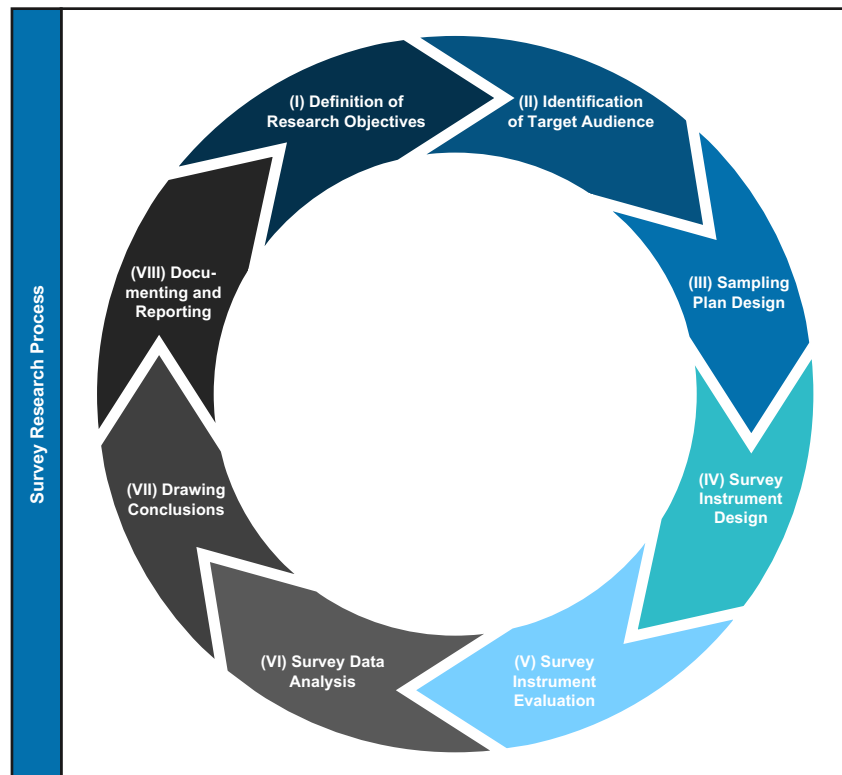 Survey Research Process
(I) Definition of
Research Objectives
(II) Identification
of Target Audience
(III) Sampling
Plan Design
(IV) Survey
Instrument
Design
(V) Survey
Instrument
Evaluation
(VI) Survey Data
Analysis
(VII) Drawing
Conclusions
(VIII) Docu-
menting and
Reporting